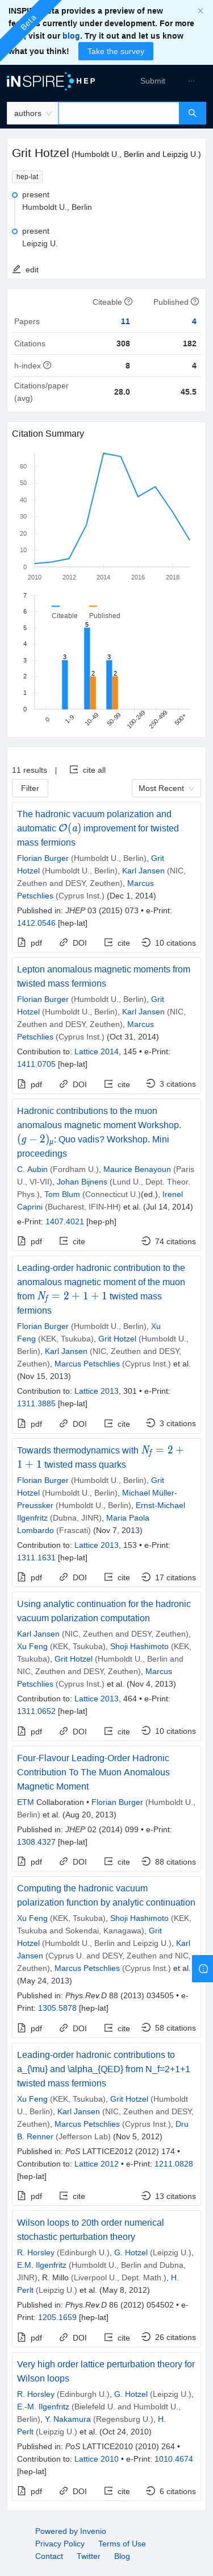 INSPIRE Beta provides a preview of new
features currently under development. For more
visit our blog. Try it out and let us know
what you think!
Take the survey
Beta
INSPIRE HEP
Submit
...
authors
Grit Hotzel (Humboldt U., Berlin and Leipzig U.)
hep-lat
present
Humboldt U., Berlin
present
Leipzig U.
edit
Citeable Published
Papers 11 4
Citations 308 182
h-index 8 4
Citations/paper 28.0 45.5
(avg)
Citation Summary
60
50
40
30
20
10
0
2010 2012 2014 2016 2018
7
6
5
4
3
2
1
0
Citeable Published
3 5 2 3 2
0 1-9 10-49 50-99 100-249 250-499 500+
11 results | cite all
Filter Most Recent
The hadronic vacuum polarization and
automatic O(a) improvement for twisted
mass fermions
Florian Burger (Humboldt U., Berlin), Grit
Hotzel (Humboldt U., Berlin), Karl Jansen (NIC,
Zeuthen and DESY, Zeuthen), Marcus
Petschlies (Cyprus Inst.) (Dec 1, 2014)
Published in: JHEP 03 (2015) 073 • e-Print:
1412.0546 [hep-lat]
pdf DOI cite 10 citations
Lepton anomalous magnetic moments from
twisted mass fermions
Florian Burger (Humboldt U., Berlin), Grit
Hotzel (Humboldt U., Berlin), Karl Jansen (NIC,
Zeuthen and DESY, Zeuthen), Marcus
Petschlies (Cyprus Inst.) (Oct 31, 2014)
Contribution to: Lattice 2014, 145 • e-Print:
1411.0705 [hep-lat]
pdf DOI cite 3 citations
Hadronic contributions to the muon
anomalous magnetic moment Workshop.
(g − 2)μ: Quo vadis? Workshop. Mini
proceedings
C. Aubin (Fordham U.), Maurice Benayoun (Paris
U., VI-VII), Johan Bijnens (Lund U., Dept. Theor.
Phys.), Tom Blum (Connecticut U.)(ed.), Irenel
Caprini (Bucharest, IFIN-HH) et al. (Jul 14, 2014)
e-Print: 1407.4021 [hep-ph]
pdf cite 74 citations
Leading-order hadronic contribution to the
anomalous magnetic moment of the muon
from Nf = 2 + 1 + 1 twisted mass
fermions
Florian Burger (Humboldt U., Berlin), Xu
Feng (KEK, Tsukuba), Grit Hotzel (Humboldt U.,
Berlin), Karl Jansen (NIC, Zeuthen and DESY,
Zeuthen), Marcus Petschlies (Cyprus Inst.) et al.
(Nov 15, 2013)
Contribution to: Lattice 2013, 301 • e-Print:
1311.3885 [hep-lat]
pdf DOI cite 3 citations
Towards thermodynamics with Nf = 2 +
1 + 1 twisted mass quarks
Florian Burger (Humboldt U., Berlin), Grit
Hotzel (Humboldt U., Berlin), Michael Müller-
Preussker (Humboldt U., Berlin), Ernst-Michael
Ilgenfritz (Dubna, JINR), Maria Paola
Lombardo (Frascati) (Nov 7, 2013)
Contribution to: Lattice 2013, 153 • e-Print:
1311.1631 [hep-lat]
pdf DOI cite 17 citations
Using analytic continuation for the hadronic
vacuum polarization computation
Karl Jansen (NIC, Zeuthen and DESY, Zeuthen),
Xu Feng (KEK, Tsukuba), Shoji Hashimoto (KEK,
Tsukuba), Grit Hotzel (Humboldt U., Berlin and
NIC, Zeuthen and DESY, Zeuthen), Marcus
Petschlies (Cyprus Inst.) et al. (Nov 4, 2013)
Contribution to: Lattice 2013, 464 • e-Print:
1311.0652 [hep-lat]
pdf DOI cite 10 citations
Four-Flavour Leading-Order Hadronic
Contribution To The Muon Anomalous
Magnetic Moment
ETM Collaboration • Florian Burger (Humboldt U.,
Berlin) et al. (Aug 20, 2013)
Published in: JHEP 02 (2014) 099 • e-Print:
1308.4327 [hep-lat]
pdf DOI cite 88 citations
Computing the hadronic vacuum
polarization function by analytic continuation
Xu Feng (KEK, Tsukuba), Shoji Hashimoto (KEK,
Tsukuba and Sokendai, Kanagawa), Grit
Hotzel (Humboldt U., Berlin and Leipzig U.), Karl
Jansen (Cyprus U. and DESY, Zeuthen and NIC,
Zeuthen), Marcus Petschlies (Cyprus Inst.) et al.
(May 24, 2013)
Published in: Phys.Rev.D 88 (2013) 034505 • e-
Print: 1305.5878 [hep-lat]
pdf DOI cite 58 citations
Leading-order hadronic contributions to
a_{\mu} and \alpha_{QED} from N_f=2+1+1
twisted mass fermions
Xu Feng (KEK, Tsukuba), Grit Hotzel (Humboldt
U., Berlin), Karl Jansen (NIC, Zeuthen and DESY,
Zeuthen), Marcus Petschlies (Cyprus Inst.), Dru
B. Renner (Jefferson Lab) (Nov 5, 2012)
Published in: PoS LATTICE2012 (2012) 174 •
Contribution to: Lattice 2012 • e-Print: 1211.0828
[hep-lat]
pdf cite 13 citations
Wilson loops to 20th order numerical
stochastic perturbation theory
R. Horsley (Edinburgh U.), G. Hotzel (Leipzig U.),
E.M. Ilgenfritz (Humboldt U., Berlin and Dubna,
JINR), R. Millo (Liverpool U., Dept. Math.), H.
Perlt (Leipzig U.) et al. (May 8, 2012)
Published in: Phys.Rev.D 86 (2012) 054502 • e-
Print: 1205.1659 [hep-lat]
pdf DOI cite 26 citations
Very high order lattice perturbation theory for
Wilson loops
R. Horsley (Edinburgh U.), G. Hotzel (Leipzig U.),
E.-M. Ilgenfritz (Bielefeld U. and Humboldt U.,
Berlin), Y. Nakamura (Regensburg U.), H.
Perlt (Leipzig U.) et al. (Oct 24, 2010)
Published in: PoS LATTICE2010 (2010) 264 •
Contribution to: Lattice 2010 • e-Print: 1010.4674
[hep-lat]
pdf DOI cite 6 citations
Powered by Invenio
Privacy Policy Terms of Use
Contact Twitter Blog